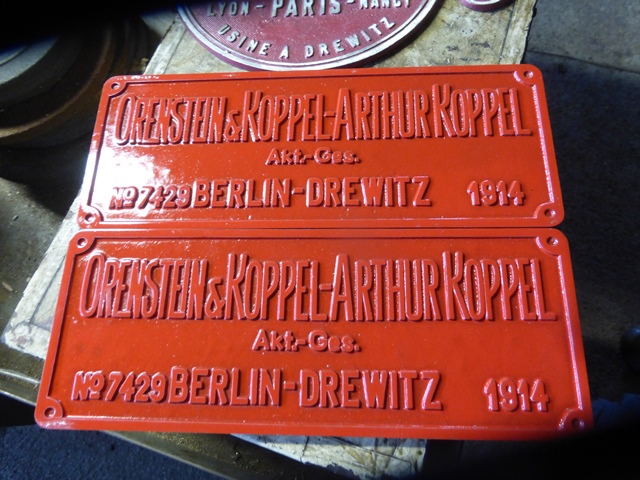 LYON-PARIS-NANCY
USINE A DREWITZ
ORENSTEIN & KOPPEL-ARTHUR KOPPEL
Akt.-Ges.
No 7429 BERLIN-DREWITZ 1914
ORENSTEIN & KOPPEL-ARTHUR KOPPEL
Akt.-Ges.
No 7429 BERLIN-DREWITZ 1914